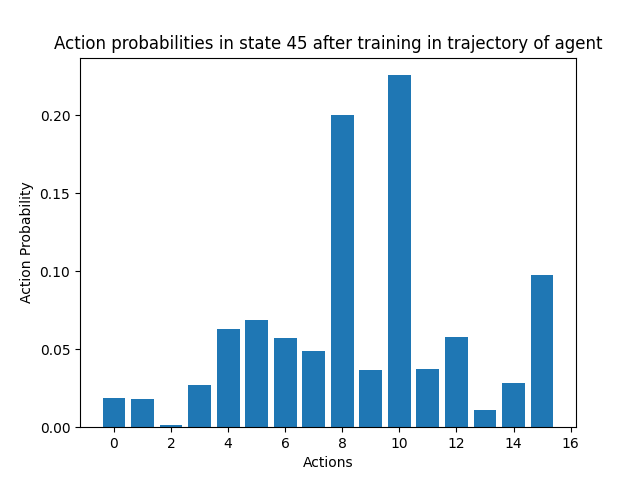 Action probabilities in state 45 after training in trajectory of agent
0.20
0.15
0.10
0.05
0.00
Action Probability
0 2 4 6 8 10 12 14 16
Actions